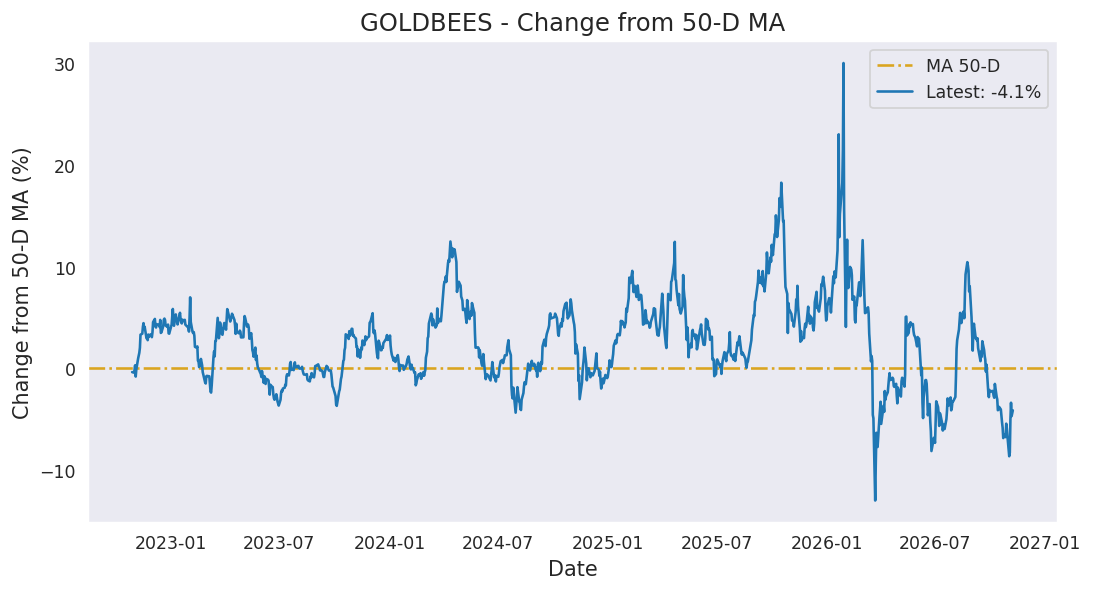 GOLDBEES - Change from 50-D MA
Change from 50-D MA (%)
30
20
10
0
−10
MA 50-D
Latest: -4.1%
2023-01
2023-07
2024-01
2024-07
2025-01
2025-07
2026-01
2026-07
2027-01
Date